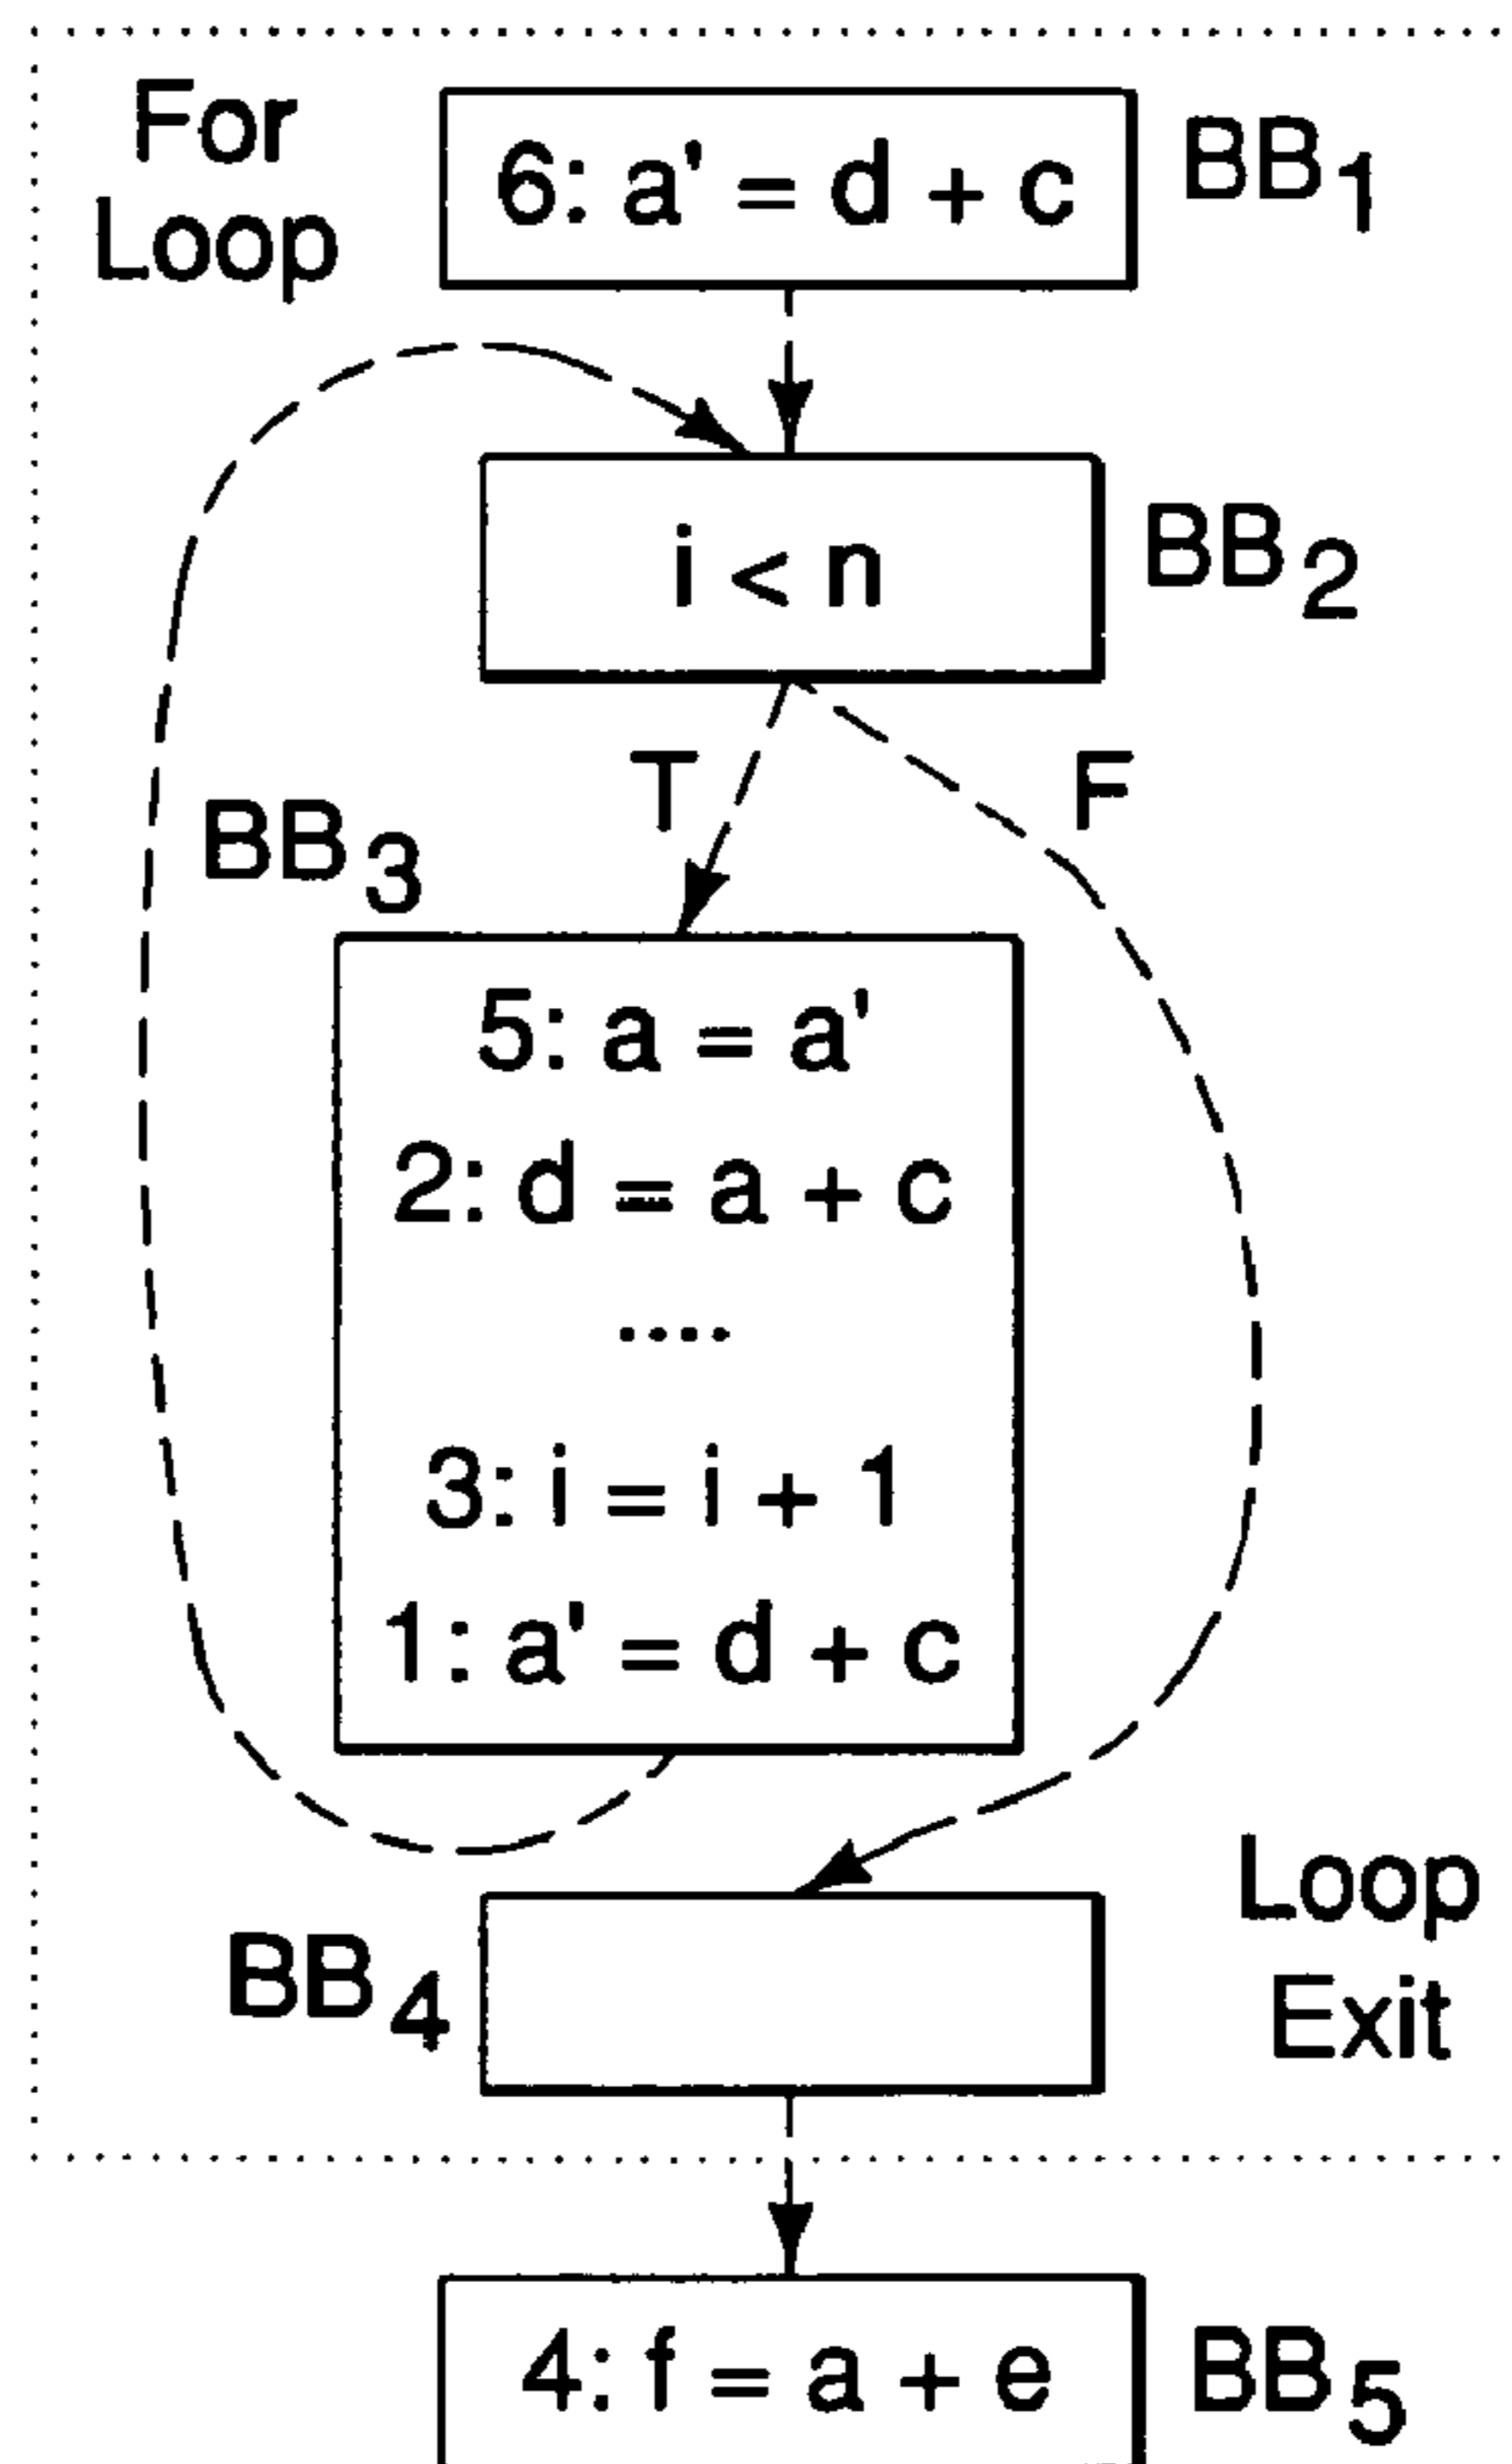 For
Loop
6: a' = d + c
BB1
i < n
BB2
T
F
BB3
5: a = a'
2: d = a + c
....
3: i = i + 1
1: a' = d + c
BB4
Loop
Exit
4: f = a + e
BB5